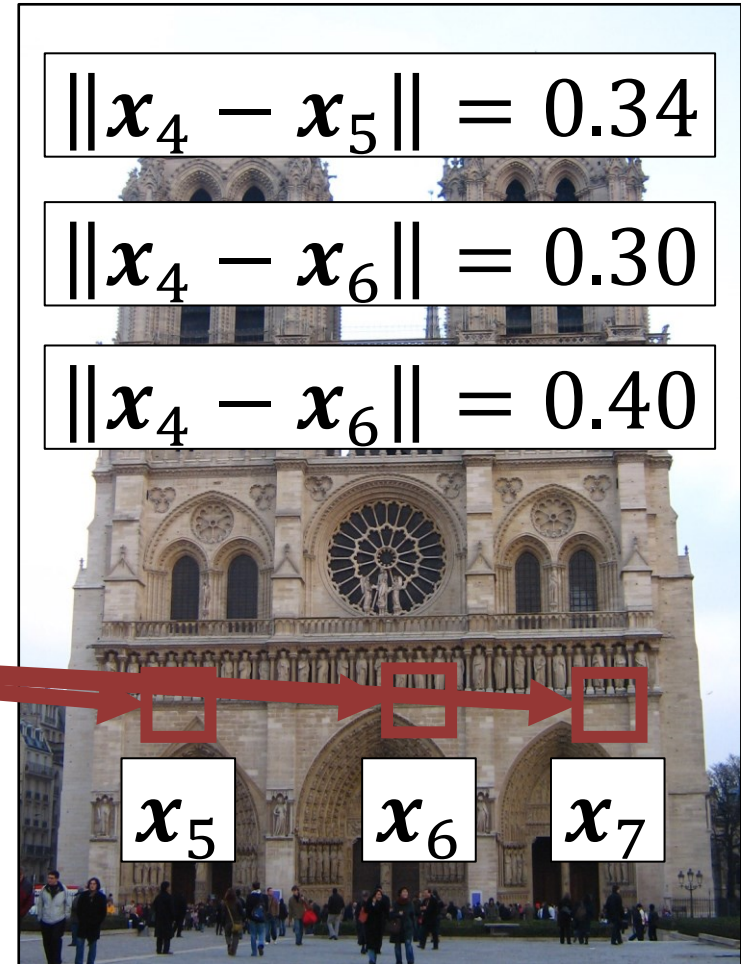 ‖𝒙₄ − 𝒙₅‖ = 0.34
‖𝒙₄ − 𝒙₆‖ = 0.30
‖𝒙₄ − 𝒙₆‖ = 0.40
𝒙₅ 𝒙₆ 𝒙₇